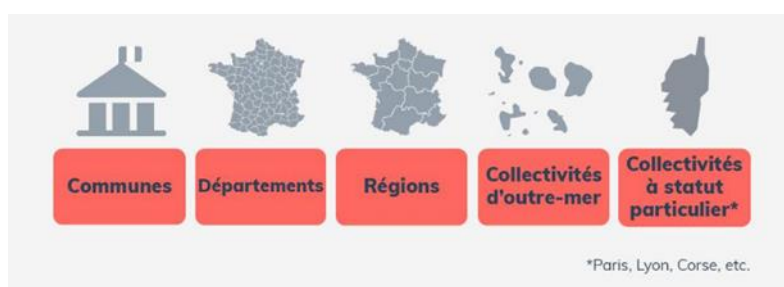 Communes
Départements
Régions
Collectivités
d'outre-mer
Collectivités
à statut
particulier*
*Paris, Lyon, Corse, etc.